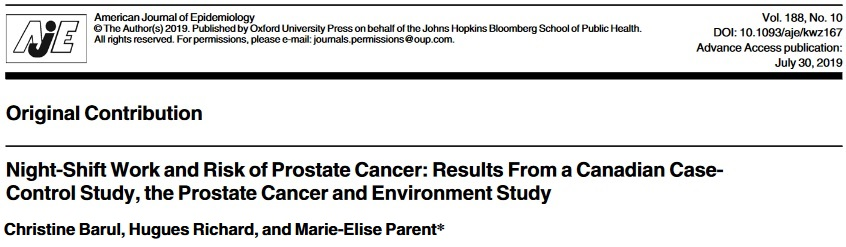 AJE
American Journal of Epidemiology
© The Author(s) 2019. Published by Oxford University Press on behalf of the Johns Hopkins Bloomberg School of Public Health.
All rights reserved. For permissions, please e-mail: journals.permissions@oup.com.
Vol. 188, No. 10
DOI: 10.1093/aje/kwz167
Advance Access publication:
July 30, 2019
Original Contribution
Night-Shift Work and Risk of Prostate Cancer: Results From a Canadian Case-
Control Study, the Prostate Cancer and Environment Study
Christine Barul, Hugues Richard, and Marie-Elise Parent*